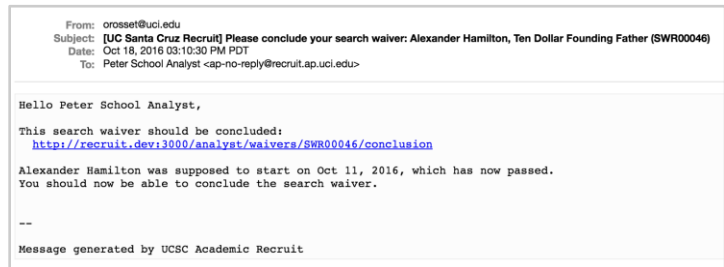 From: orosset@uci.edu
Subject: [UC Santa Cruz Recruit] Please conclude your search waiver: Alexander Hamilton, Ten Dollar Founding Father (SWR00046)
Date: Oct 18, 2016 03:10:30 PM PDT
To: Peter School Analyst <ap-no-reply@recruit.ap.uci.edu>
Hello Peter School Analyst,
This search waiver should be concluded:
http://recruit.dev:3000/analyst/waivers/SWR00046/conclusion
Alexander Hamilton was supposed to start on Oct 11, 2016, which has now passed.
You should now be able to conclude the search waiver.
--
Message generated by UCSC Academic Recruit